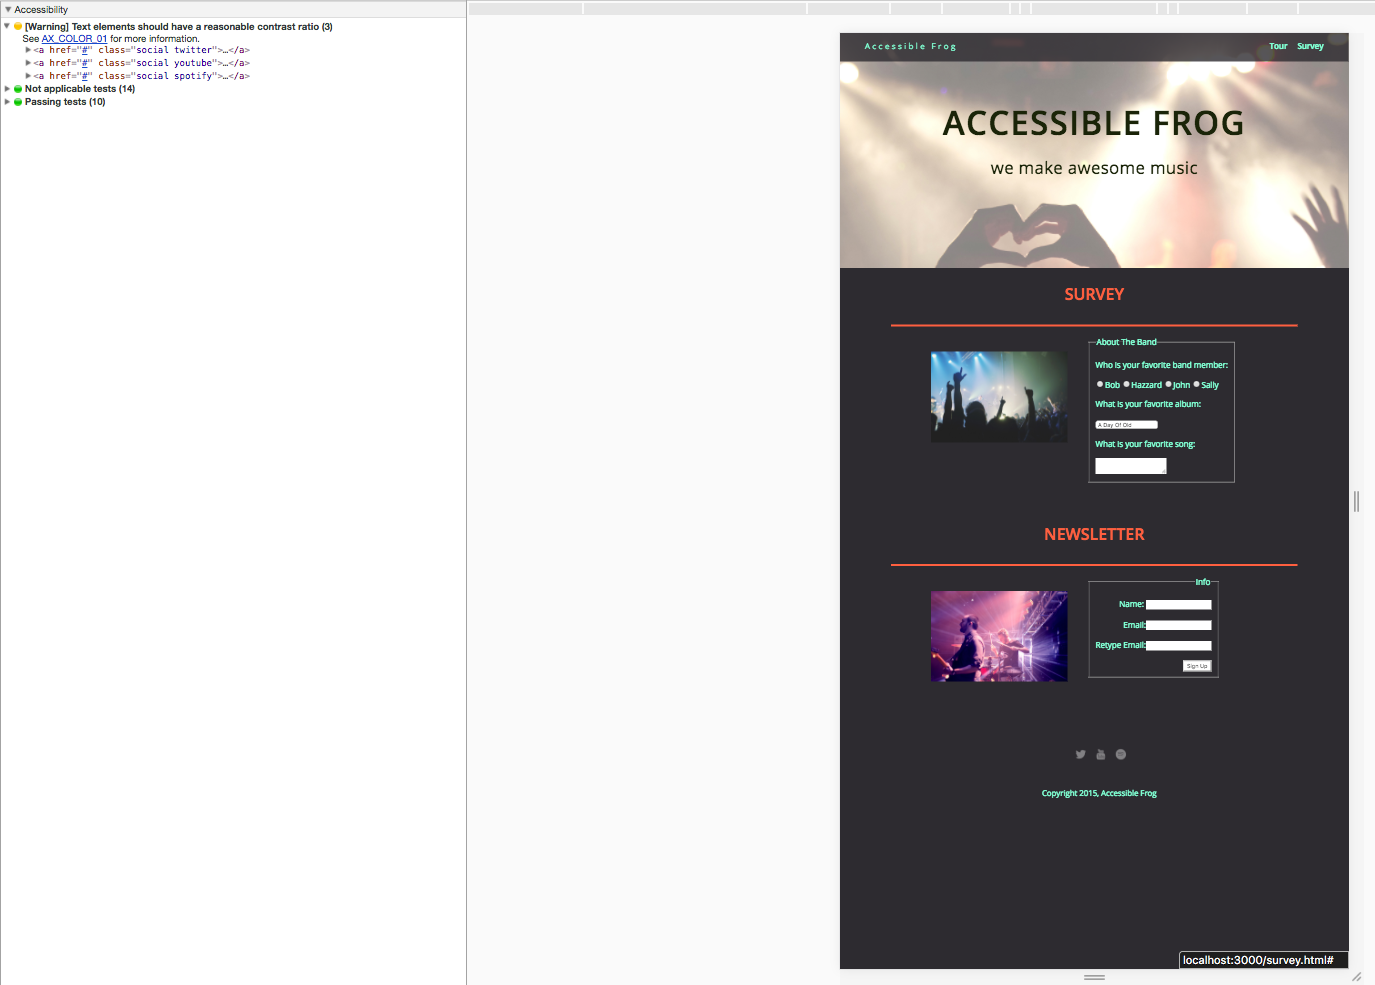 Accessibility
[Warning] Text elements should have a reasonable contrast ratio (3)
See AX_COLOR_01 for more information.
<a href="#" class="social twitter">…</a>
<a href="#" class="social youtube">…</a>
<a href="#" class="social spotify">…</a>
Not applicable tests (14)
Passing tests (10)
Accessible Frog
Tour Survey
ACCESSIBLE FROG
we make awesome music
SURVEY
About The Band
Who is your favorite band member:
Bob Hazzard John Sally
What is your favorite album:
A Day Of Old
What is your favorite song:
NEWSLETTER
Info
Name:
Email:
Retype Email:
Sign Up
Copyright 2015, Accessible Frog
localhost:3000/survey.html#